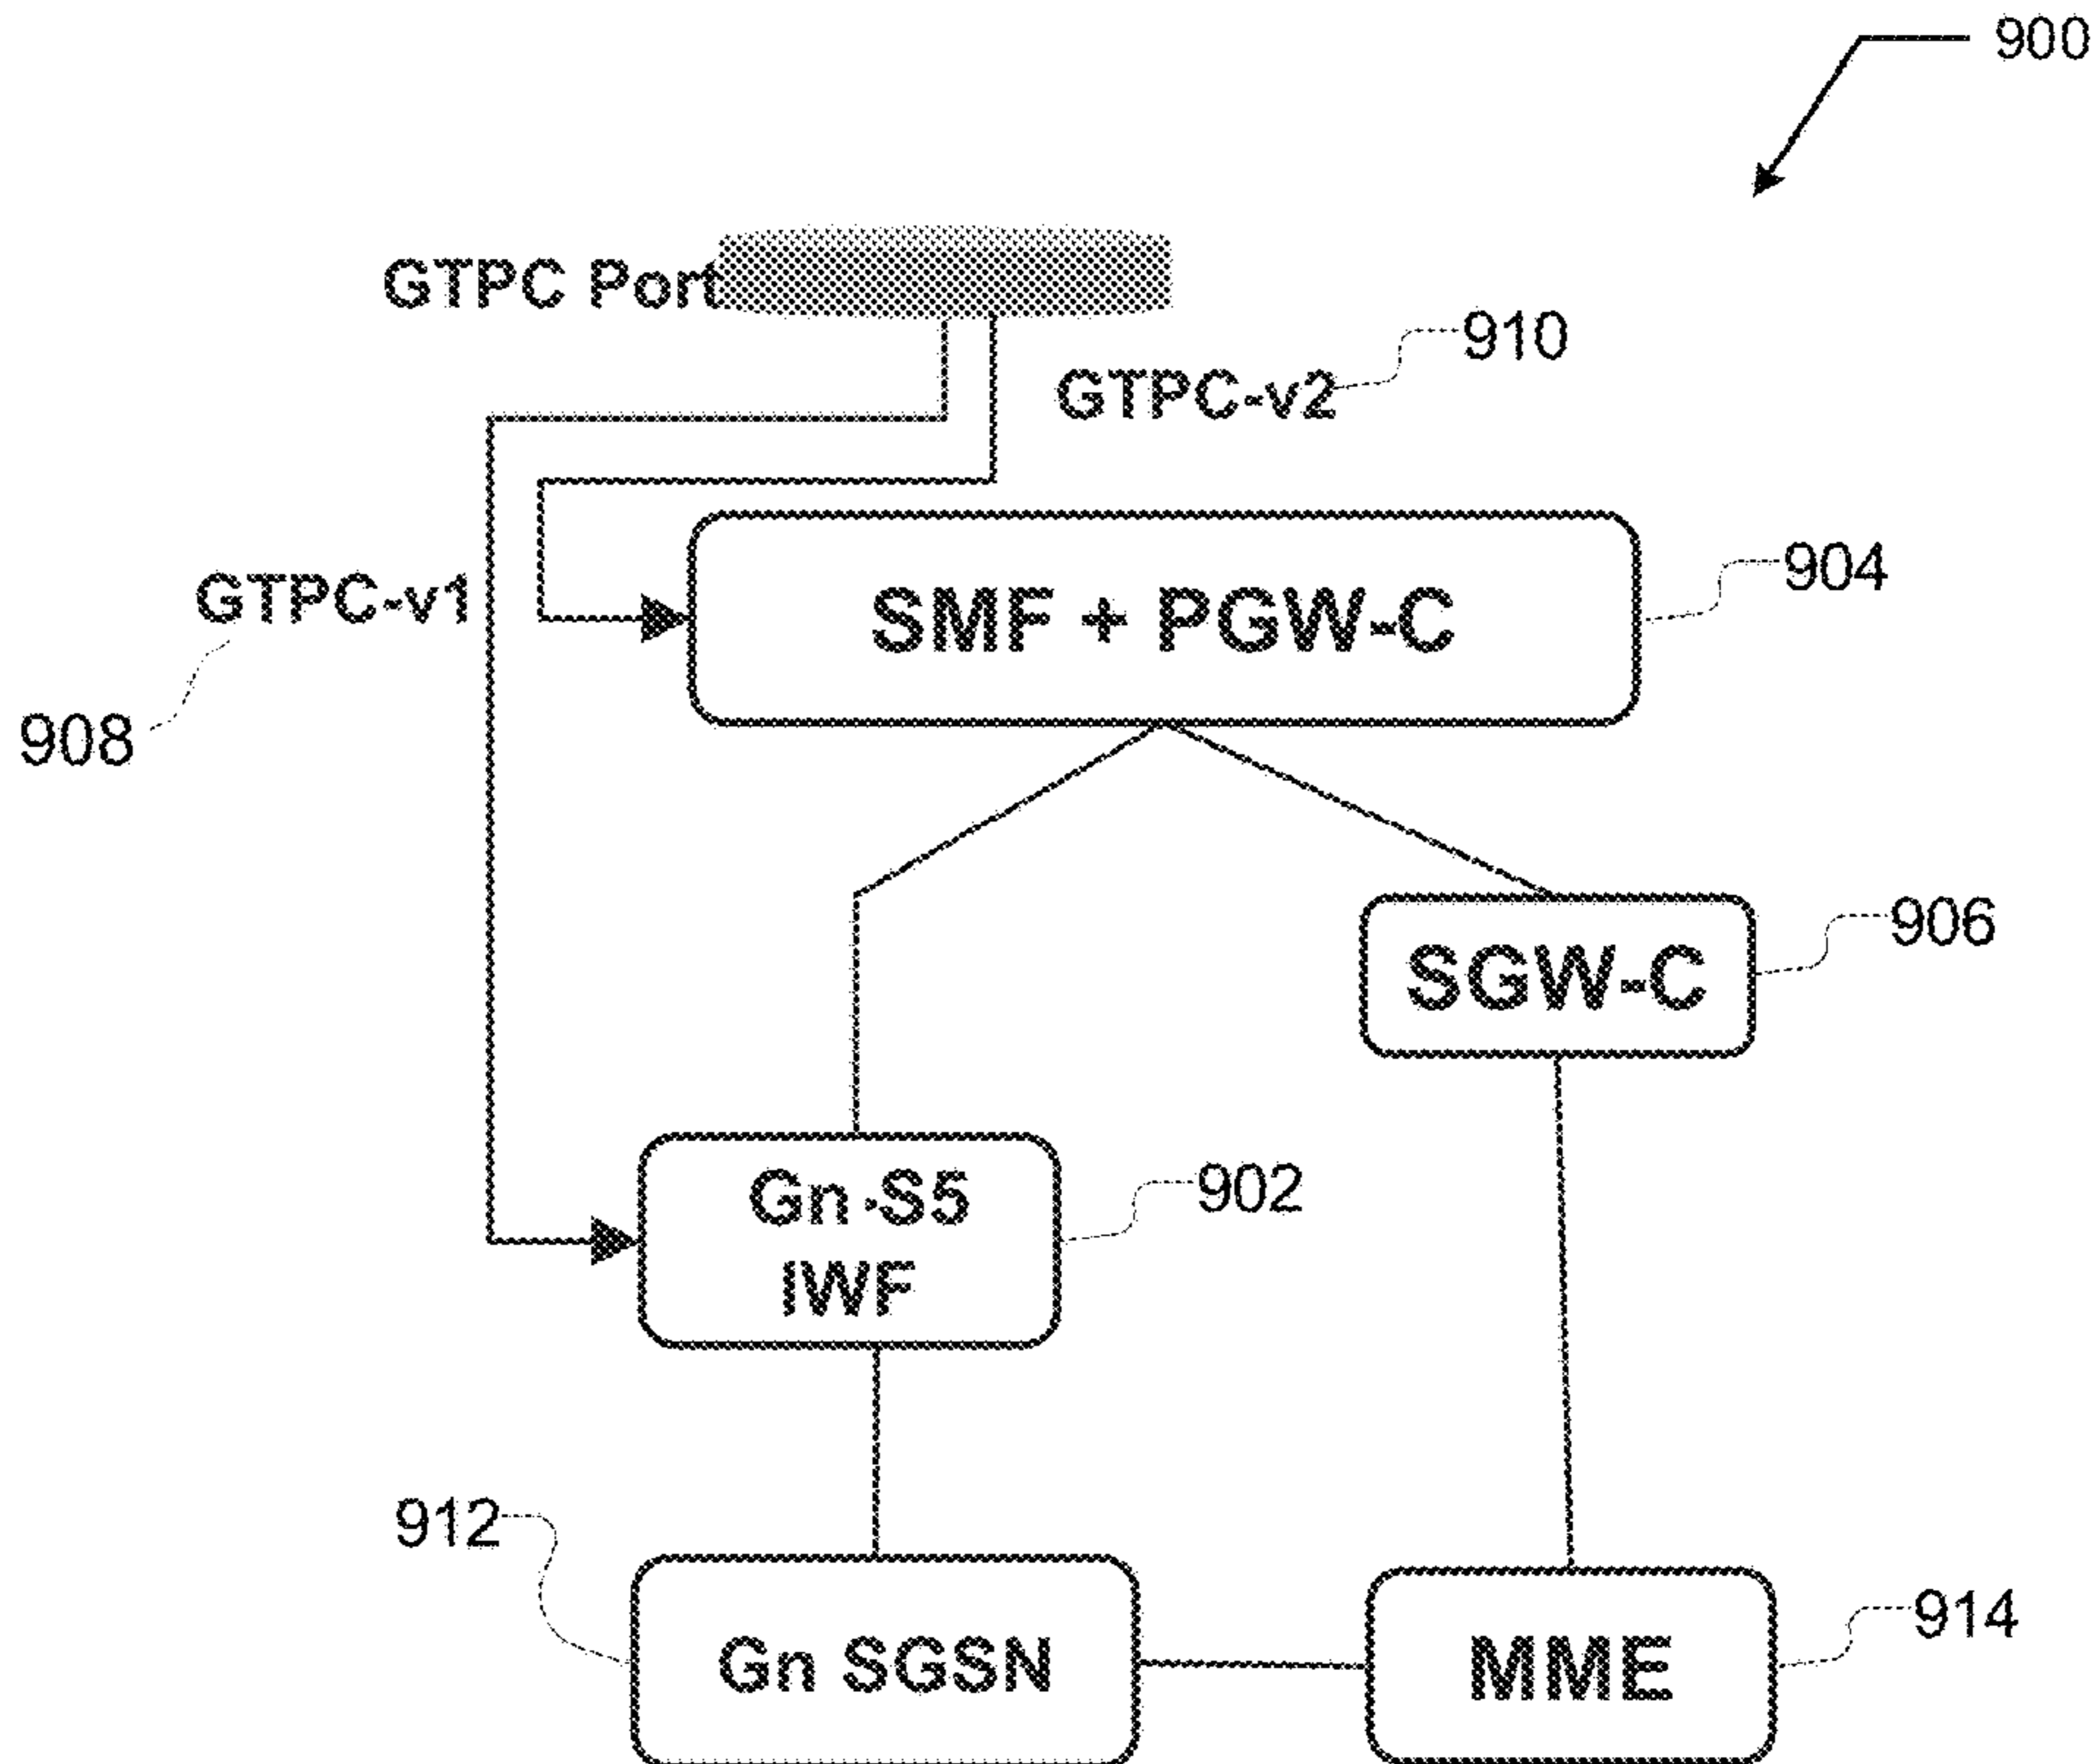 900
GTPC Port
910
GTPC-v2
904
SMF + PGW-C
GTPC-v1
908
906
SGW-C
902
Gn-S5
IWF
912
Gn SGSN
914
MME